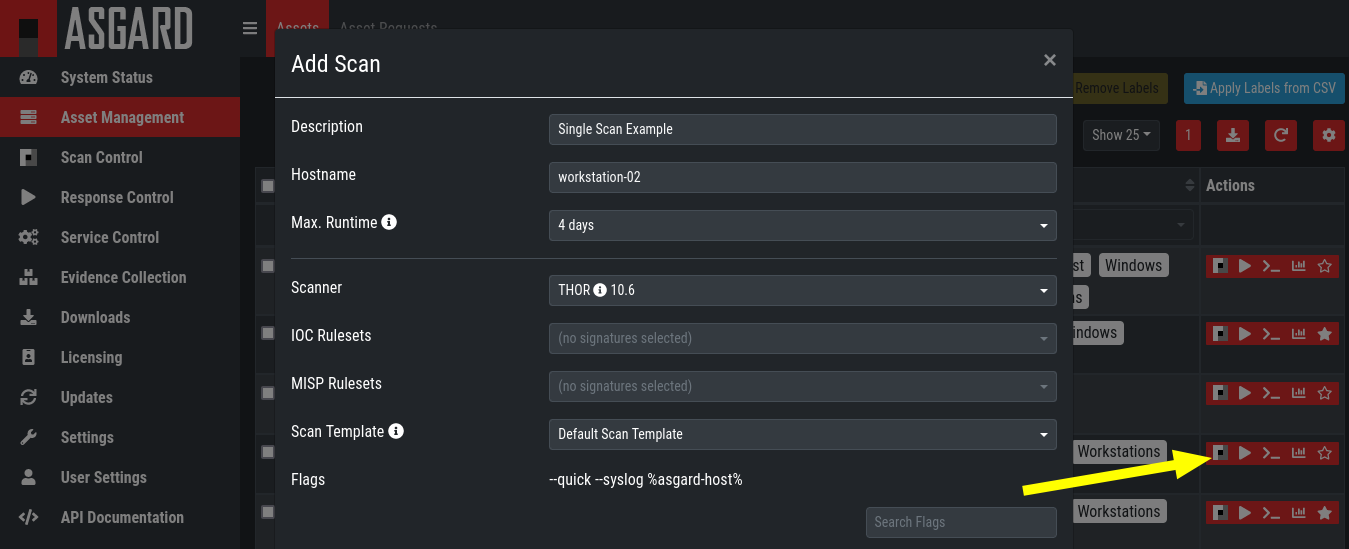 ASGARD
Assets
Asset Requests
System Status
Asset Management
Scan Control
Response Control
Service Control
Evidence Collection
Downloads
Licensing
Updates
Settings
User Settings
API Documentation
Add Scan
×
Description
Single Scan Example
Hostname
workstation-02
Max. Runtime
4 days
Scanner
THOR 10.6
IOC Rulesets
(no signatures selected)
MISP Rulesets
(no signatures selected)
Scan Template
Default Scan Template
Flags
--quick --syslog %asgard-host%
Search Flags
Remove Labels
Apply Labels from CSV
Show 25
1
Actions
st
Windows
ns
indows
Workstations
Workstations